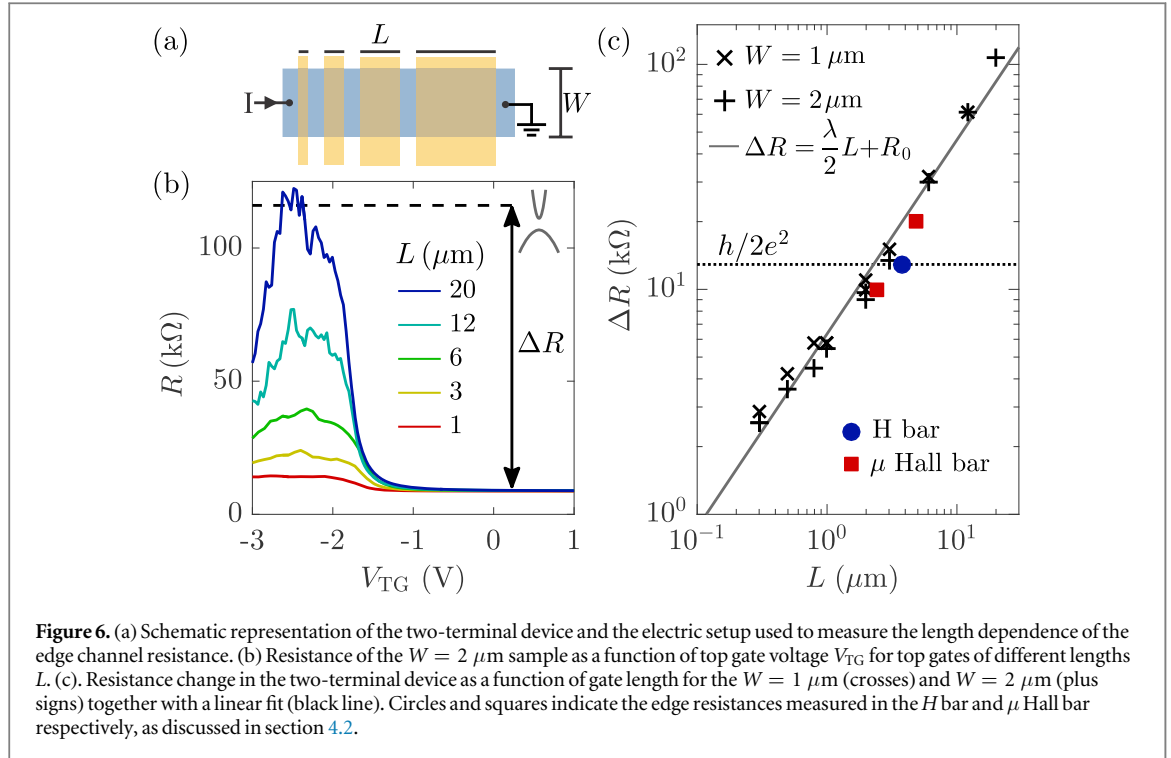 (a)
L
I
W
(b)
R (kΩ)
100
50
0
L (μm)
20
12
6
3
1
ΔR
-3 -2 -1 0 1
V_TG (V)
(c)
ΔR (kΩ)
10^2
10^1
10^0
× W = 1 μm
+ W = 2 μm
ΔR = λ/2 L+R_0
h/2e^2
H bar
μ Hall bar
10^-1 10^0 10^1
L (μm)
Figure 6. (a) Schematic representation of the two-terminal device and the electric setup used to measure the length dependence of the
edge channel resistance. (b) Resistance of the W = 2 μm sample as a function of top gate voltage V_TG for top gates of different lengths
L. (c). Resistance change in the two-terminal device as a function of gate length for the W = 1 μm (crosses) and W = 2 μm (plus
signs) together with a linear fit (black line). Circles and squares indicate the edge resistances measured in the H bar and μ Hall bar
respectively, as discussed in section 4.2.